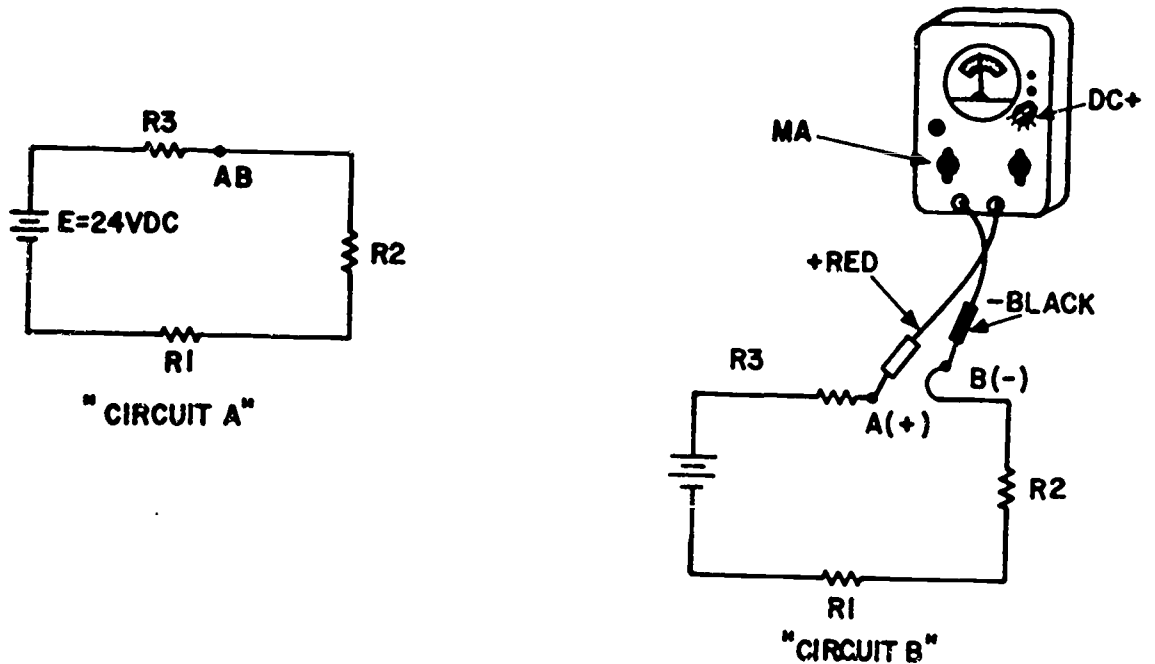 R3
AB
E=24VDC
R2
R1
"CIRCUIT A"
DC+
MA
+RED
-BLACK
R3
B(-)
A(+)
R2
R1
"CIRCUIT B"